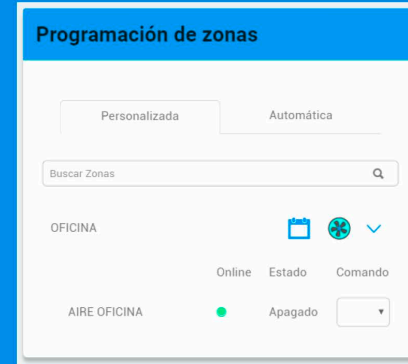 Programación de zonas
Personalizada Automática
Buscar Zonas
OFICINA
Online Estado Comando
AIRE OFICINA Apagado